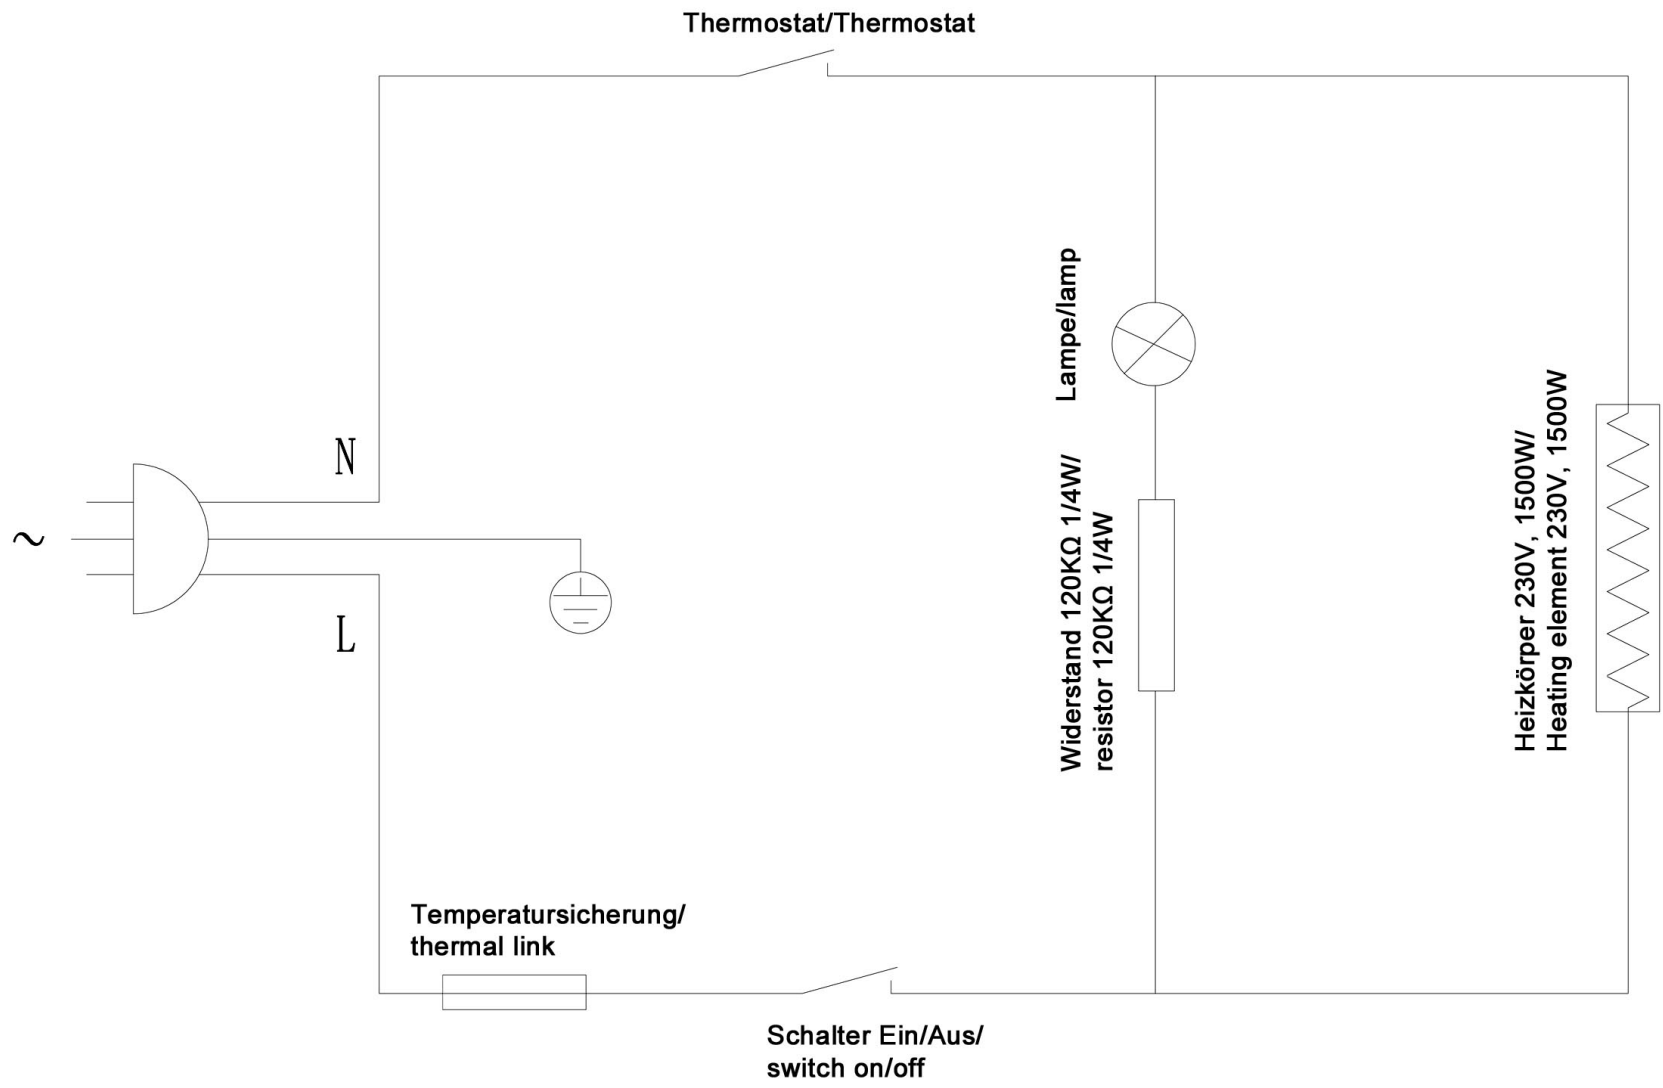 Thermostat/Thermostat
Lampe/lamp
N
~
L
Widerstand 120KΩ 1/4W/
resistor 120KΩ 1/4W
Heizkörper 230V, 1500W/
Heating element 230V, 1500W
Temperatursicherung/
thermal link
Schalter Ein/Aus/
switch on/off